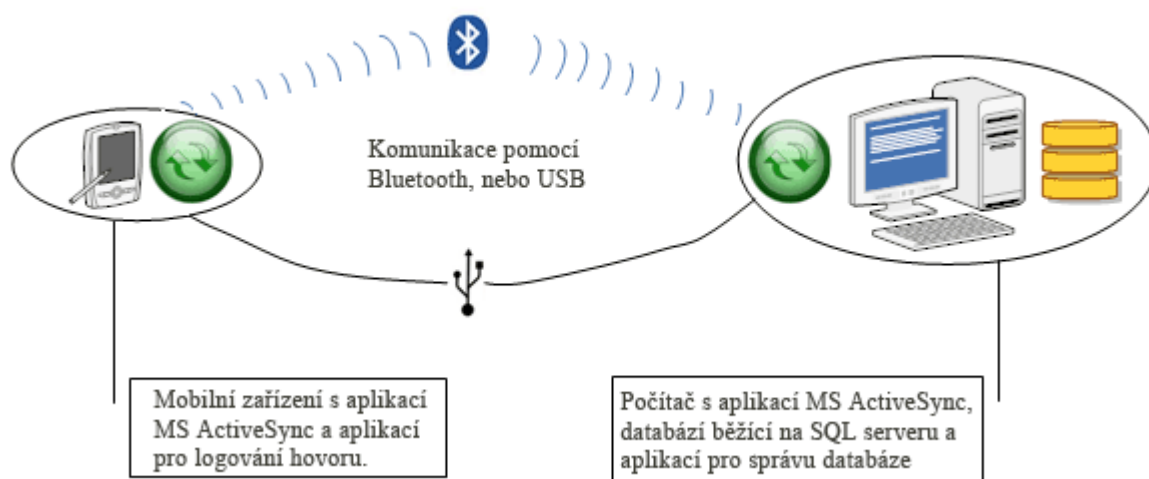 Komunikace pomocí
Bluetooth, nebo USB
Mobilní zařízení s aplikací
MS ActiveSync a aplikací
pro logování hovoru.
Počítač s aplikací MS ActiveSync,
databází běžící na SQL serveru a
aplikací pro správu databáze